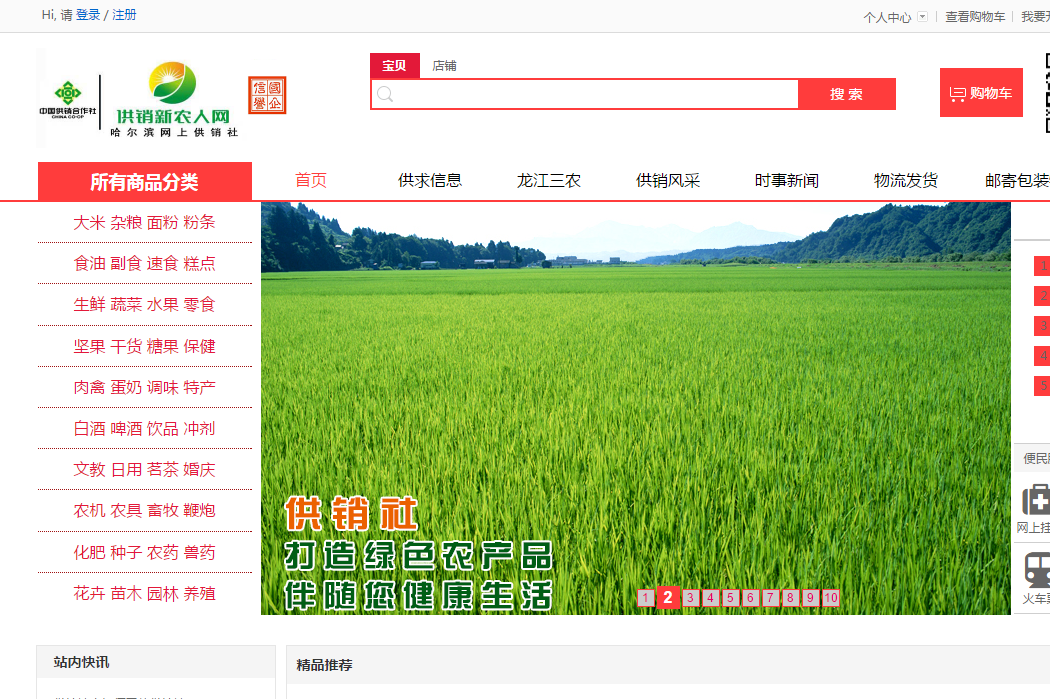 Hi, 请 登录 / 注册
个人中心 查看购物车 我要
宝贝 店铺
中国供销合作社
CHINA CO-OP
供销新农人网
哈尔滨网上供销社
信誉國企
搜 索
购物车
所有商品分类
首页 供求信息 龙江三农 供销风采 时事新闻 物流发货 邮寄包装
大米 杂粮 面粉 粉条
食油 副食 速食 糕点
生鲜 蔬菜 水果 零食
坚果 干货 糖果 保健
肉禽 蛋奶 调味 特产
白酒 啤酒 饮品 冲剂
文教 日用 茗茶 婚庆
农机 农具 畜牧 鞭炮
化肥 种子 农药 兽药
花卉 苗木 园林 养殖
供销社
打造绿色农产品
伴随您健康生活
1 2 3 4 5 6 7 8 9 10
1
2
3
4
5
便民
网上挂
火车
站内快讯
精品推荐